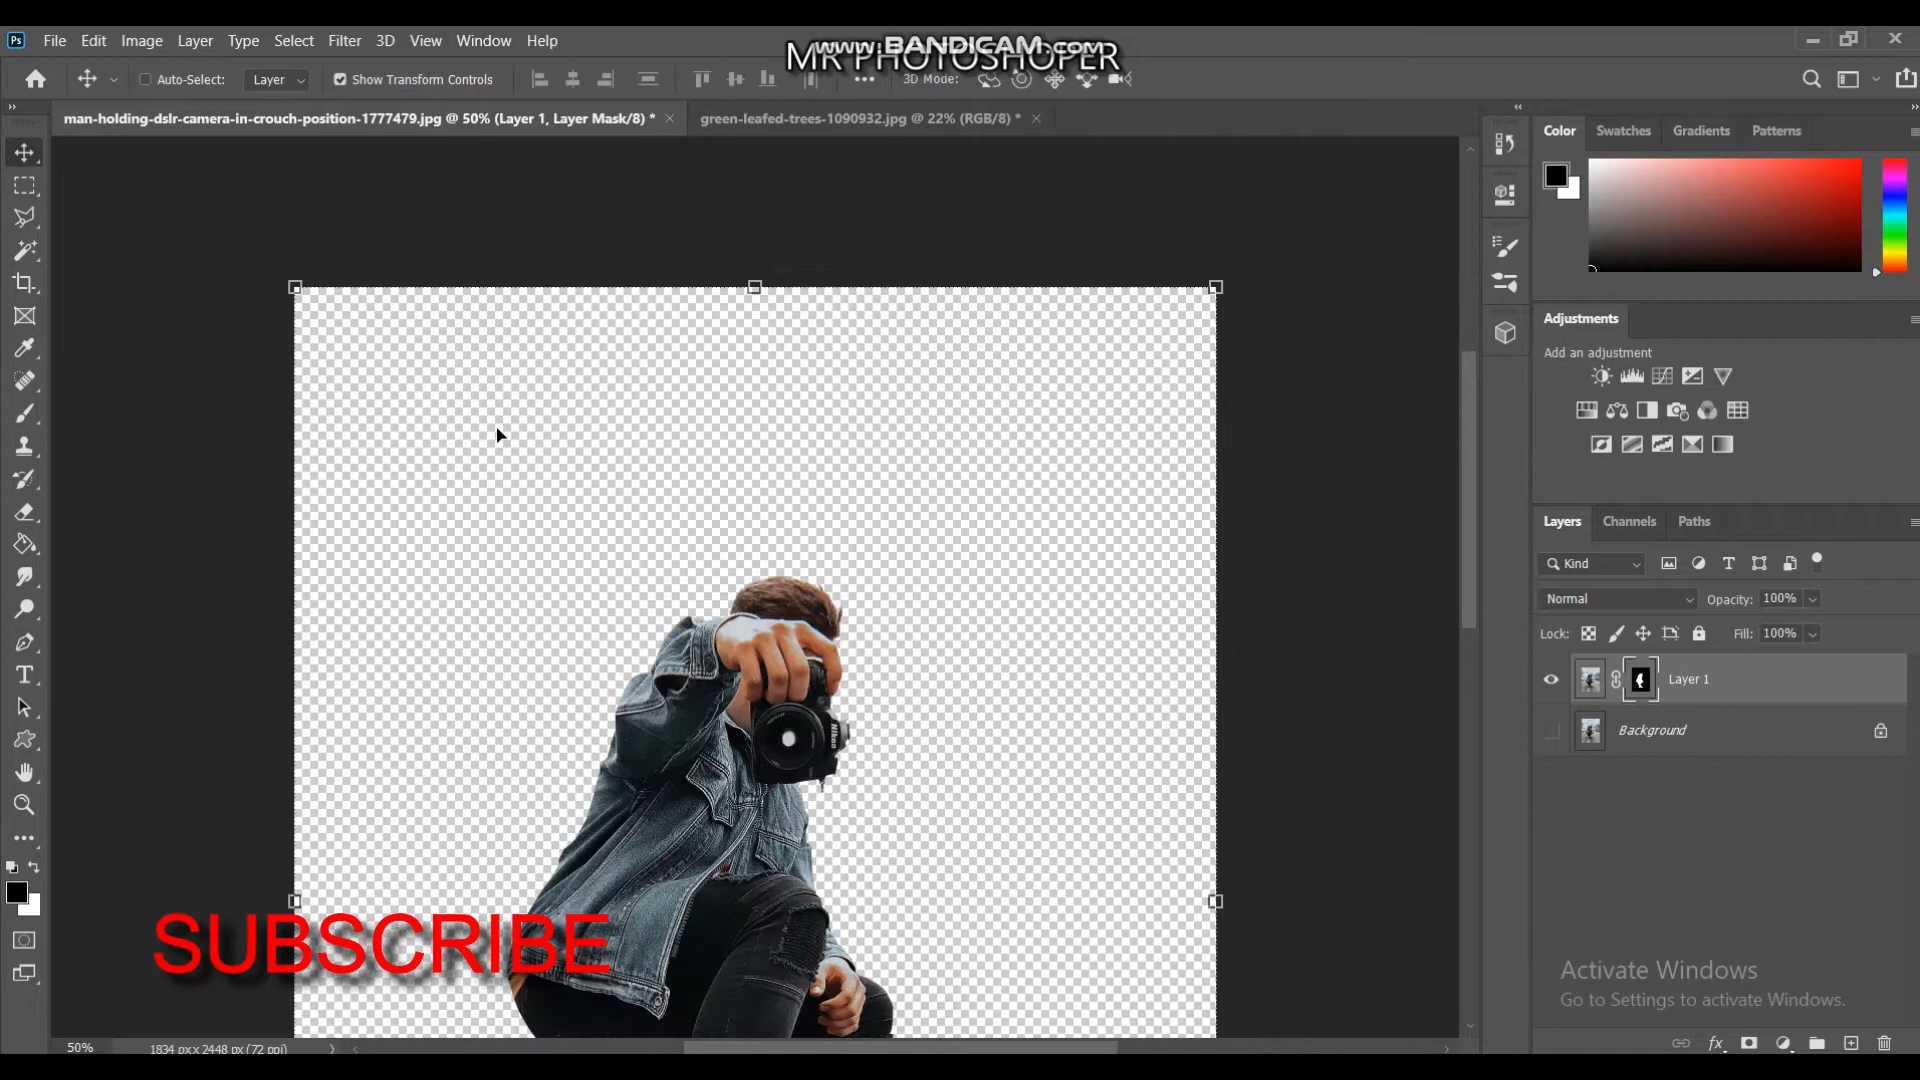 File Edit Image Layer Type Select Filter 3D View Window Help
www.BANDICAM.com
MR PHOTOSHOPER
Auto-Select: Layer Show Transform Controls 3D Mode:
man-holding-dslr-camera-in-crouch-position-1777479.jpg @ 50% (Layer 1, Layer Mask/8) *
green-leafed-trees-1090932.jpg @ 22% (RGB/8) *
Color Swatches Gradients Patterns
Adjustments
Add an adjustment
Layers Channels Paths
Kind
Normal Opacity: 100%
Lock: Fill: 100%
Layer 1
Background
Nikon
SUBSCRIBE
Activate Windows
Go to Settings to activate Windows.
50% 1834 px x 2448 px (72 ppi)
fx